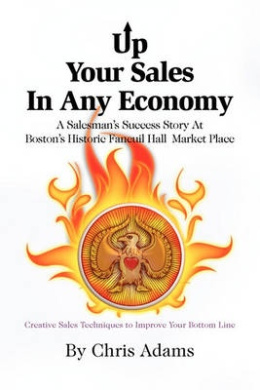 Up
Your Sales
In Any Economy
A Salesman's Success Story At
Boston's Historic Faneuil Hall Market Place
Creative Sales Techniques to Improve Your Bottom Line
By Chris Adams